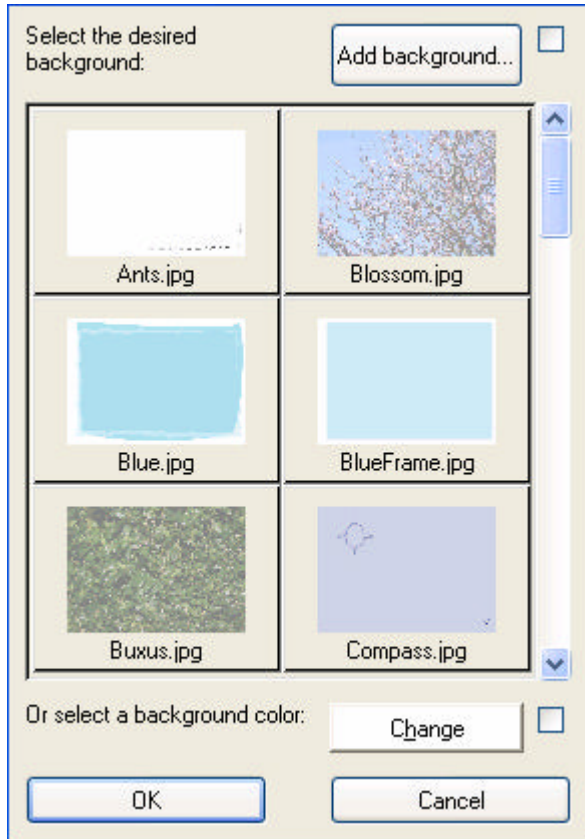 Select the desired
background:
Add background...
Ants.jpg
Blossom.jpg
Blue.jpg
BlueFrame.jpg
Buxus.jpg
Compass.jpg
Or select a background color:
Change
OK
Cancel